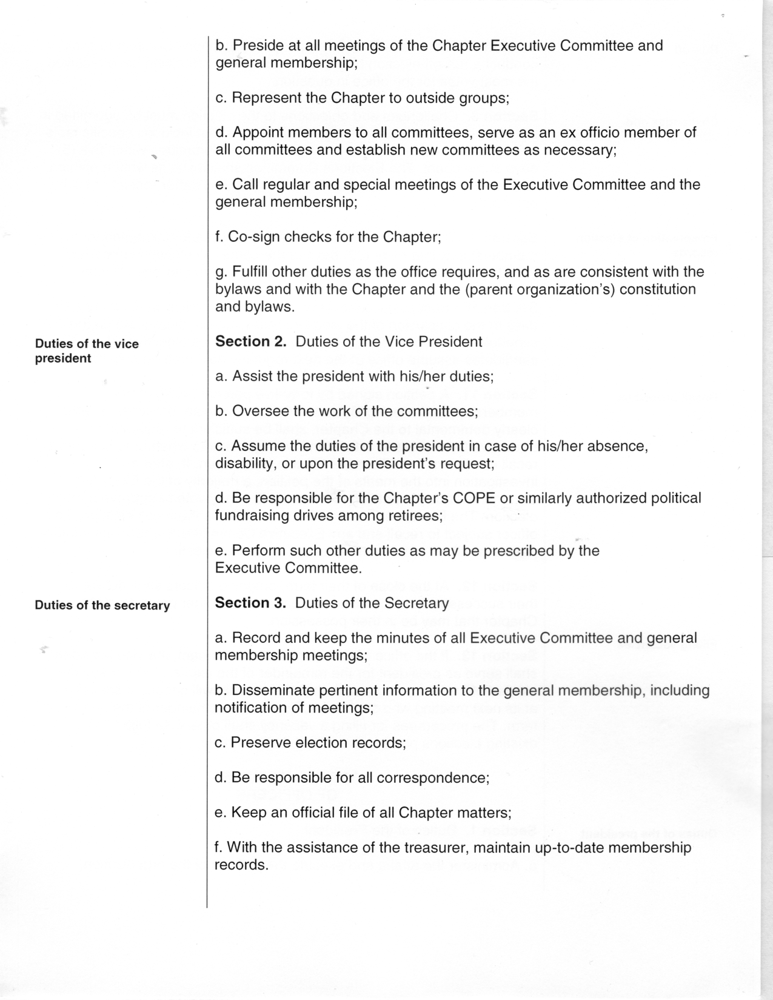 b. Preside at all meetings of the Chapter Executive Committee and
general membership;
c. Represent the Chapter to outside groups;
d. Appoint members to all committees, serve as an ex officio member of
all committees and establish new committees as necessary;
e. Call regular and special meetings of the Executive Committee and the
general membership;
f. Co-sign checks for the Chapter;
g. Fulfill other duties as the office requires, and as are consistent with the
bylaws and with the Chapter and the (parent organization's) constitution
and bylaws.
Duties of the vice
president
Section 2. Duties of the Vice President
a. Assist the president with his/her duties;
b. Oversee the work of the committees;
c. Assume the duties of the president in case of his/her absence,
disability, or upon the president's request;
d. Be responsible for the Chapter's COPE or similarly authorized political
fundraising drives among retirees;
e. Perform such other duties as may be prescribed by the
Executive Committee.
Duties of the secretary
Section 3. Duties of the Secretary
a. Record and keep the minutes of all Executive Committee and general
membership meetings;
b. Disseminate pertinent information to the general membership, including
notification of meetings;
c. Preserve election records;
d. Be responsible for all correspondence;
e. Keep an official file of all Chapter matters;
f. With the assistance of the treasurer, maintain up-to-date membership
records.